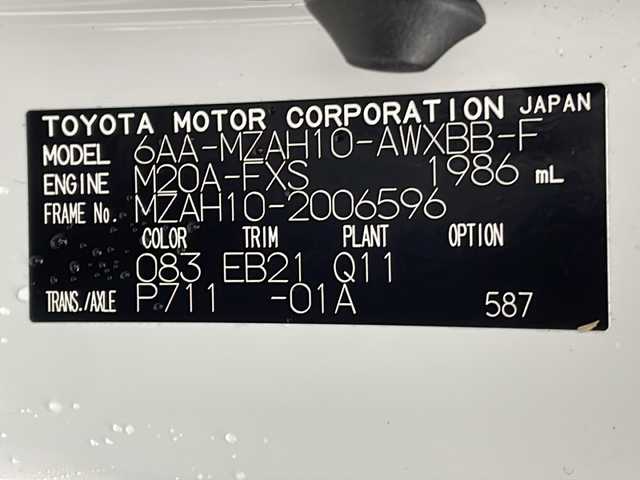 TOYOTA MOTOR CORPORATION JAPAN
MODEL 6AA-MZAH10-AWXBB-F
ENGINE M20A-FXS 1986 mL
FRAME No. MZAH10-2006596
COLOR TRIM PLANT OPTION
083 EB21 Q11
TRANS./AXLE P711 -01A 587